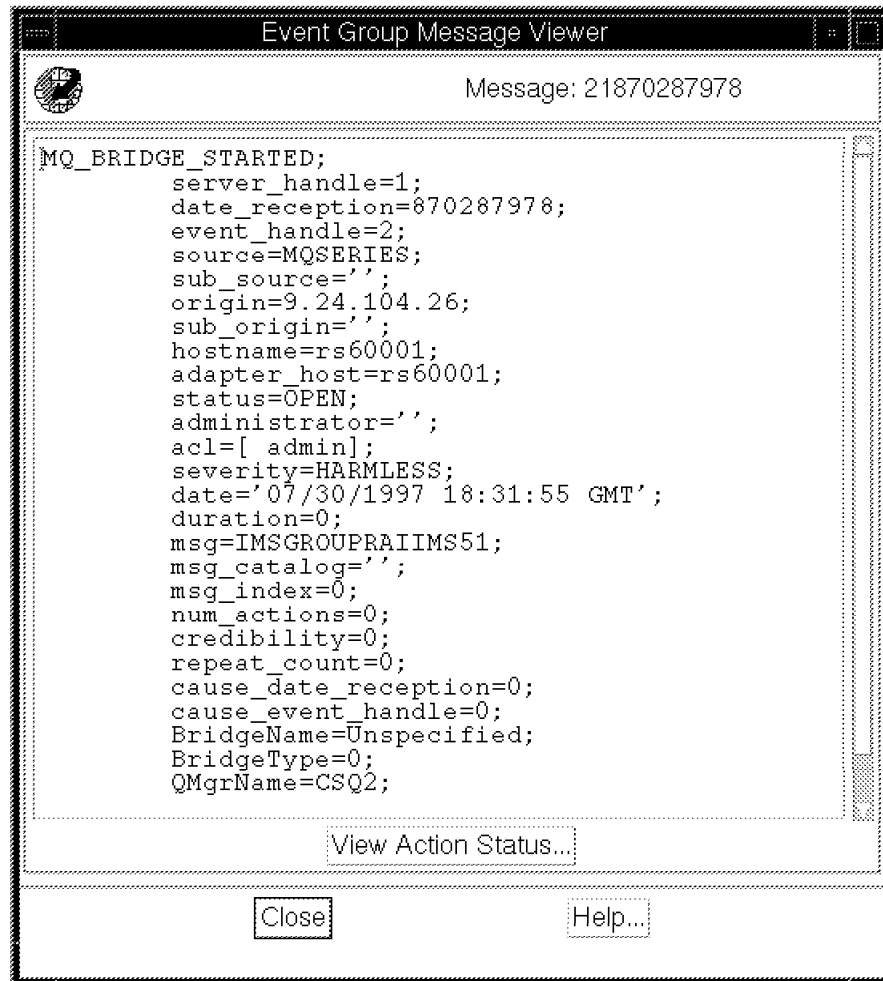 Event Group Message Viewer
Message: 21870287978
MQ_BRIDGE_STARTED;
server_handle=1;
date_reception=870287978;
event_handle=2;
source=MQSERIES;
sub_source='';
origin=9.24.104.26;
sub_origin='';
hostname=rs60001;
adapter_host=rs60001;
status=OPEN;
administrator='';
acl=[ admin];
severity=HARMLESS;
date='07/30/1997 18:31:55 GMT';
duration=0;
msg=IMSGROUPRAIIMS51;
msg_catalog='';
msg_index=0;
num_actions=0;
credibility=0;
repeat_count=0;
cause_date_reception=0;
cause_event_handle=0;
BridgeName=Unspecified;
BridgeType=0;
QMgrName=CSQ2;
View Action Status...
Close Help...